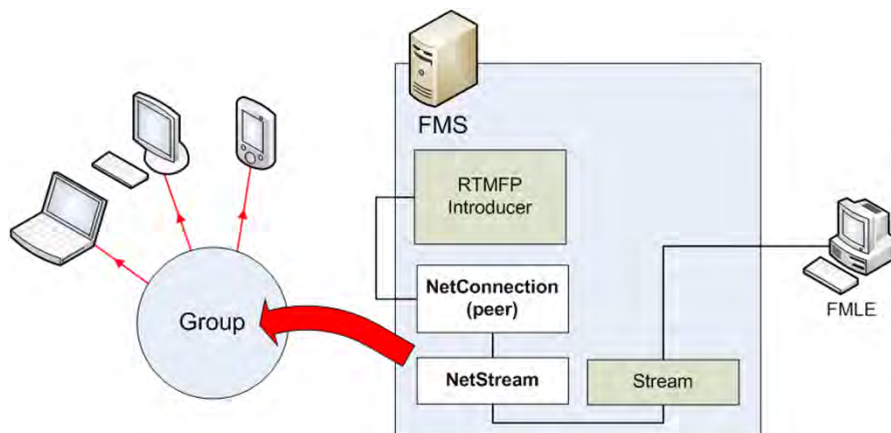 FMS
RTMFP
Introducer
NetConnection
(peer)
Group
FMLE
NetStream
Stream